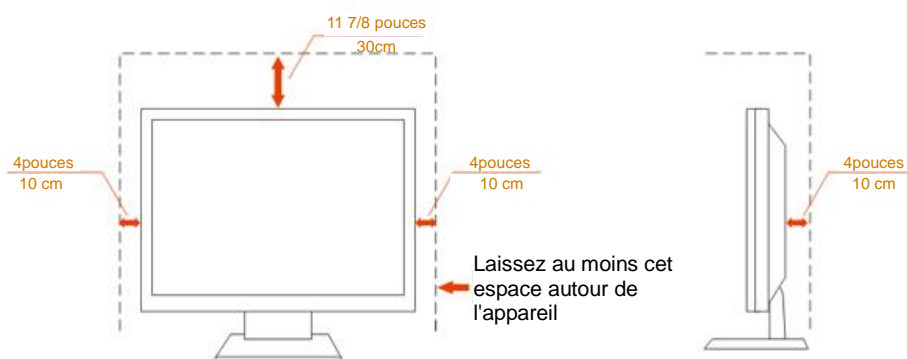 11 7/8 pouces
30cm
4pouces
10 cm
4pouces
10 cm
4pouces
10 cm
Laissez au moins cet
espace autour de
l'appareil